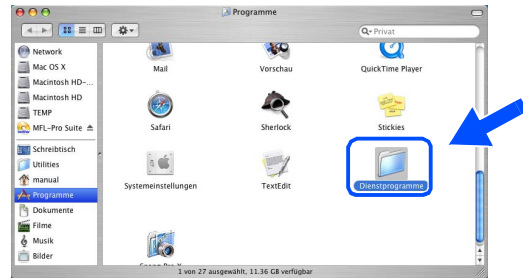 Programme
Privat
Network
Mac OS X
Macintosh HD-...
Macintosh HD
TEMP
MFL-Pro Suite
Schreibtisch
Utilities
manual
Programme
Dokumente
Filme
Musik
Bilder
Mail
Vorschau
QuickTime Player
Safari
Sherlock
Stickies
Systemeinstellungen
TextEdit
Dienstprogramme
1 von 27 ausgewählt, 11.36 GB verfügbar